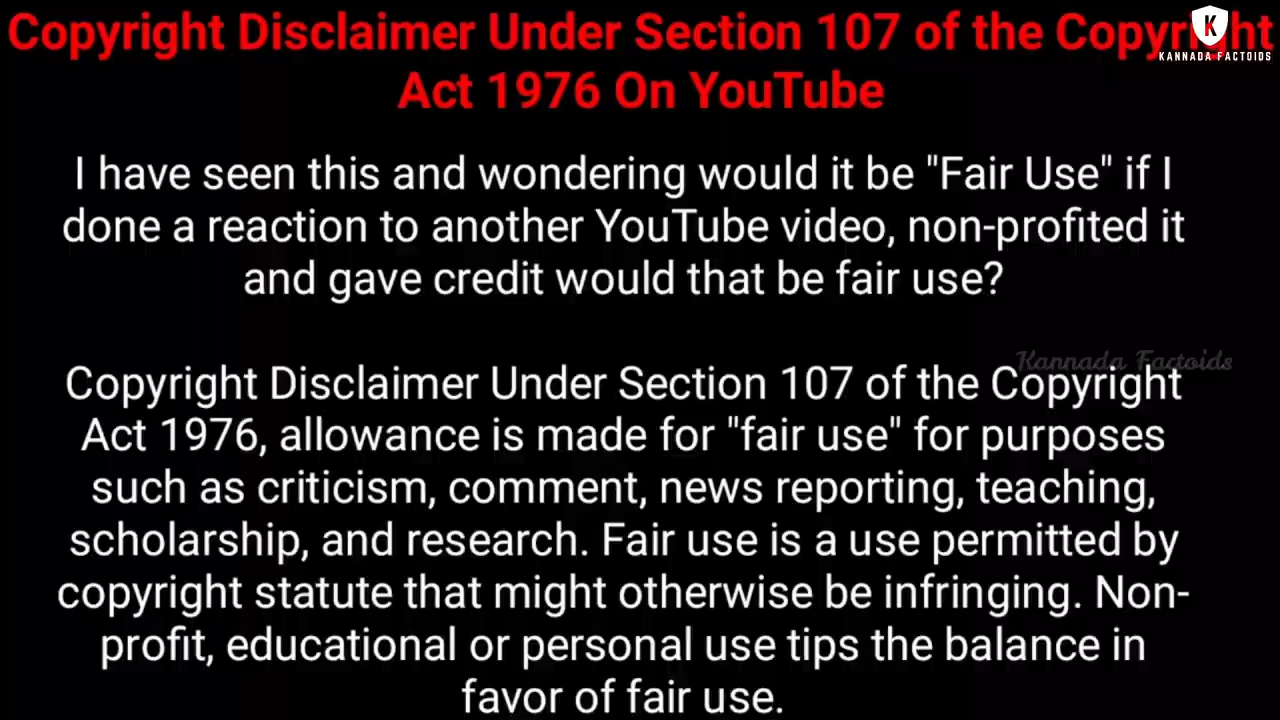 Copyright Disclaimer Under Section 107 of the Copyright
Act 1976 On YouTube
K
KANNADA FACTOIDS
I have seen this and wondering would it be "Fair Use" if I
done a reaction to another YouTube video, non-profited it
and gave credit would that be fair use?
Kannada Factoids
Copyright Disclaimer Under Section 107 of the Copyright
Act 1976, allowance is made for "fair use" for purposes
such as criticism, comment, news reporting, teaching,
scholarship, and research. Fair use is a use permitted by
copyright statute that might otherwise be infringing. Non-
profit, educational or personal use tips the balance in
favor of fair use.